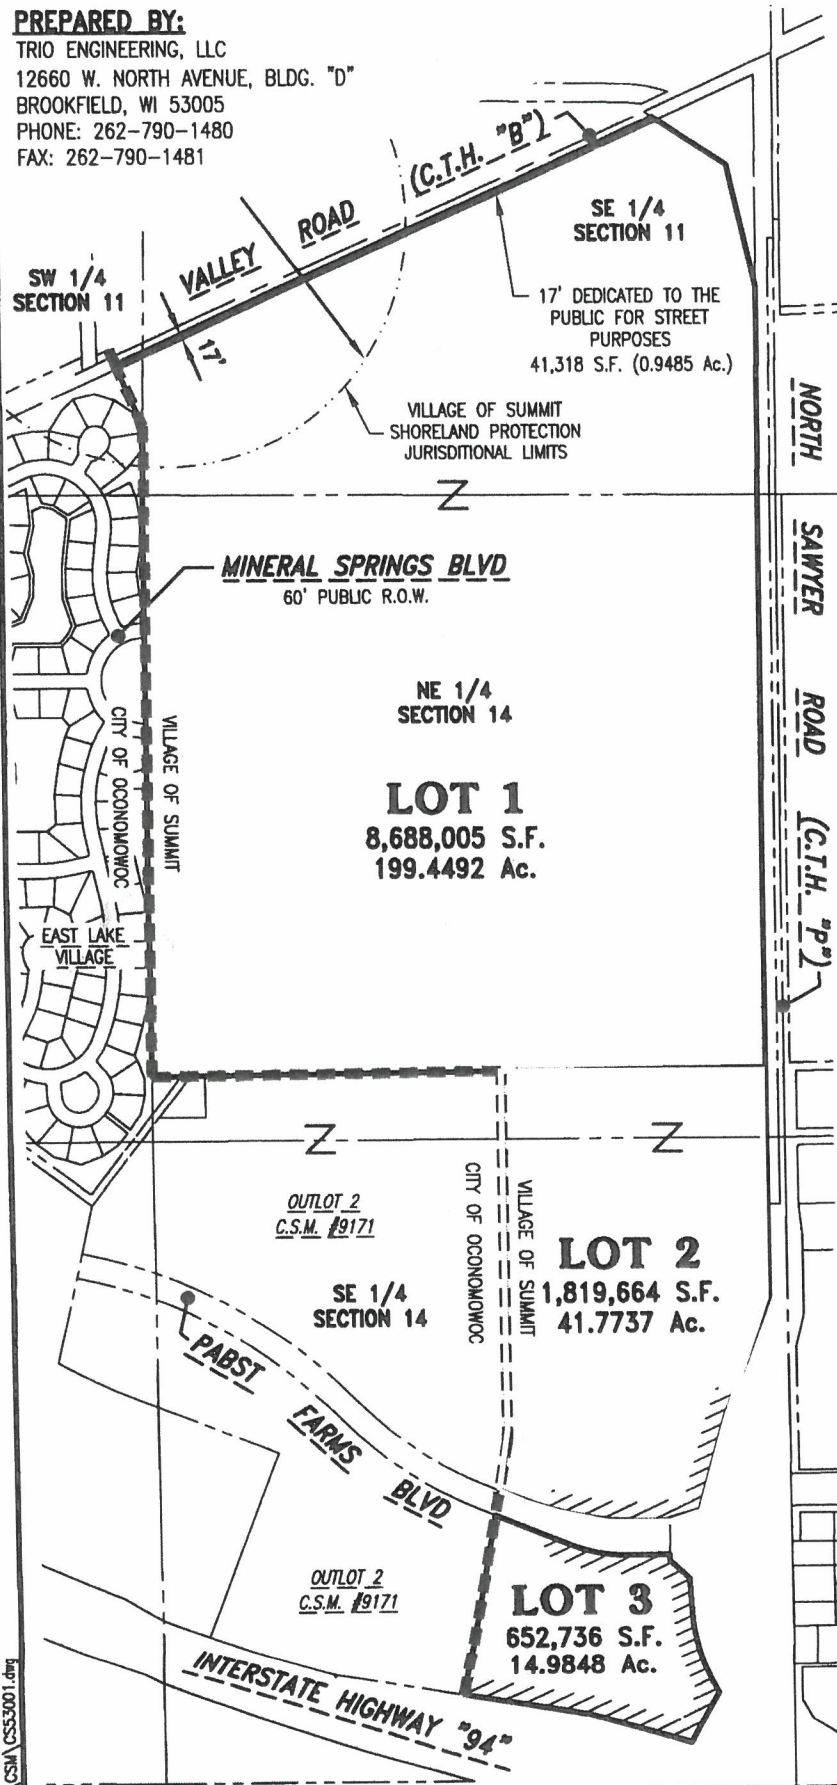 PREPARED BY:
TRIO ENGINEERING, LLC
12660 W. NORTH AVENUE, BLDG. "D"
BROOKFIELD, WI 53005
PHONE: 262-790-1480
FAX: 262-790-1481
VALLEY ROAD (C.T.H. "B")
SE 1/4
SECTION 11
SW 1/4
SECTION 11
17'
17' DEDICATED TO THE
PUBLIC FOR STREET
PURPOSES
41,318 S.F. (0.9485 Ac.)
VILLAGE OF SUMMIT
SHORELAND PROTECTION
JURISDITIONAL LIMITS
NORTH SAWYER ROAD (C.T.H. "P")
MINERAL SPRINGS BLVD
60' PUBLIC R.O.W.
NE 1/4
SECTION 14
VILLAGE OF SUMMIT
CITY OF OCONOMOWOC
LOT 1
8,688,005 S.F.
199.4492 Ac.
EAST LAKE
VILLAGE
OUTLOT 2
C.S.M. #9171
CITY OF OCONOMOWOC
VILLAGE OF SUMMIT
LOT 2
1,819,664 S.F.
41.7737 Ac.
SE 1/4
SECTION 14
PABST FARMS BLVD
OUTLOT 2
C.S.M. #9171
LOT 3
652,736 S.F.
14.9848 Ac.
INTERSTATE HIGHWAY "94"
CSM\CS53001.dwg